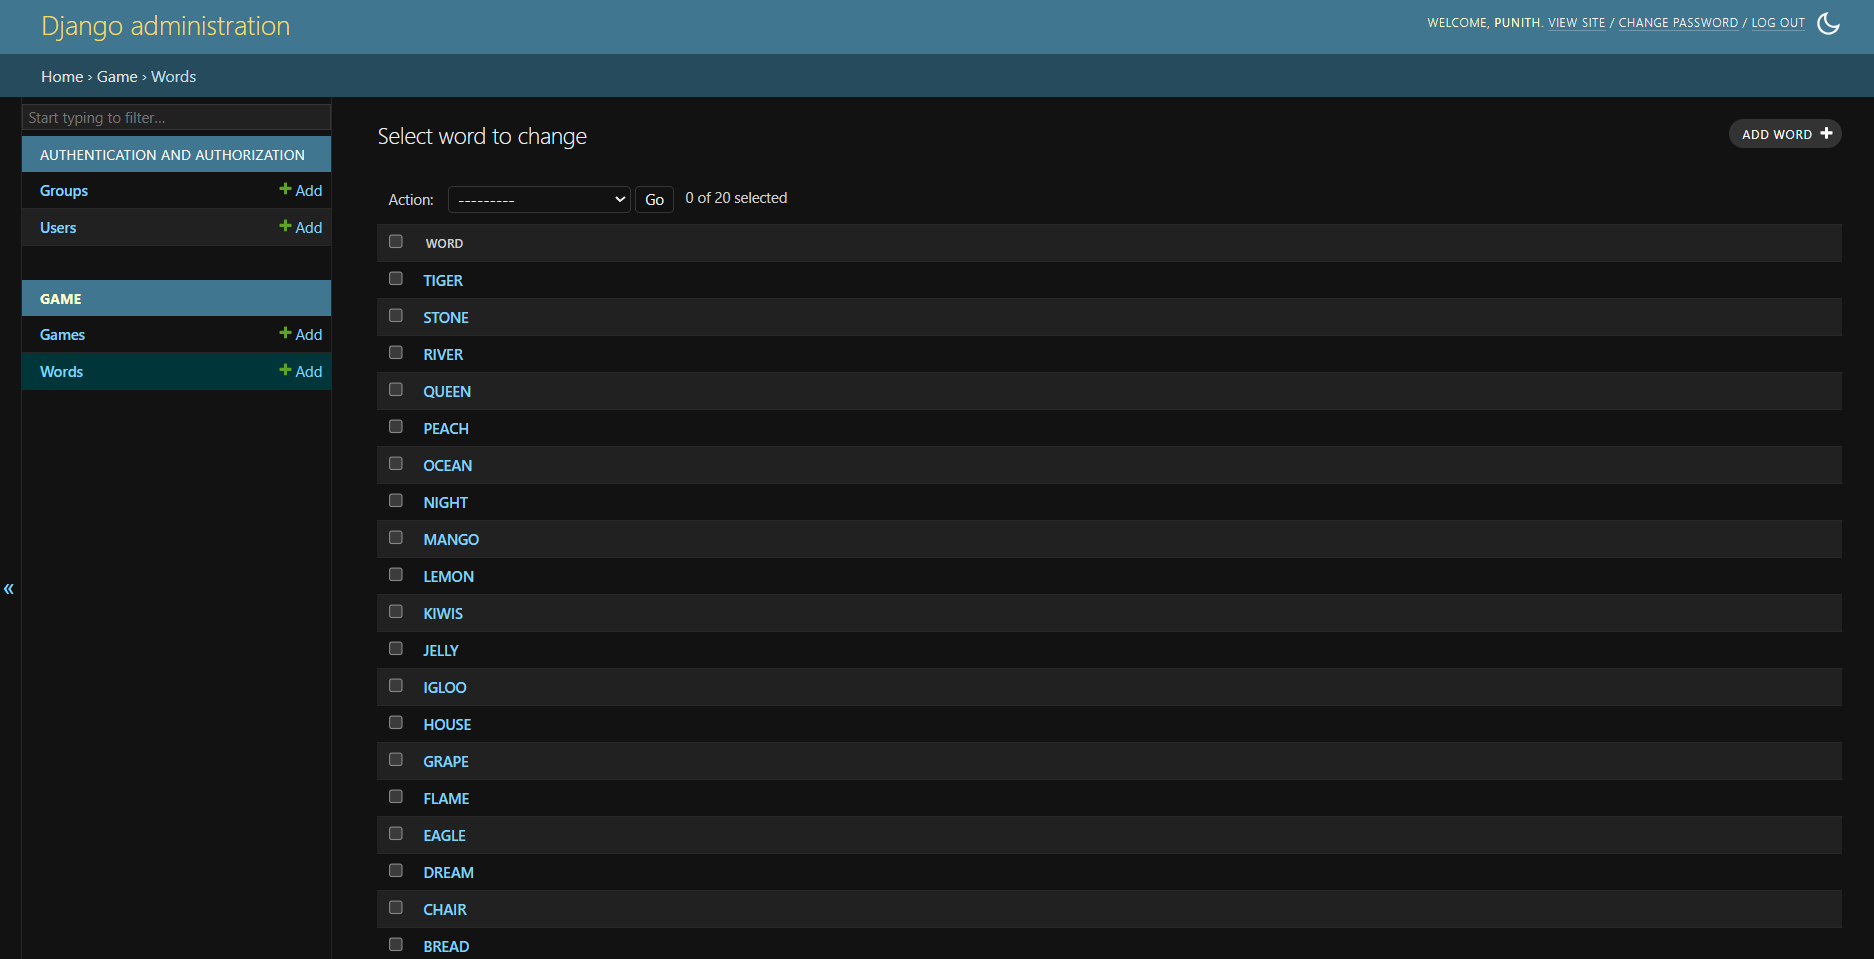 Django administration
WELCOME, PUNITH. VIEW SITE / CHANGE PASSWORD / LOG OUT
Home › Game › Words
Start typing to filter...
AUTHENTICATION AND AUTHORIZATION
Groups + Add
Users + Add
GAME
Games + Add
Words + Add
«
Select word to change
ADD WORD +
Action: --------- Go 0 of 20 selected
WORD
TIGER
STONE
RIVER
QUEEN
PEACH
OCEAN
NIGHT
MANGO
LEMON
KIWIS
JELLY
IGLOO
HOUSE
GRAPE
FLAME
EAGLE
DREAM
CHAIR
BREAD